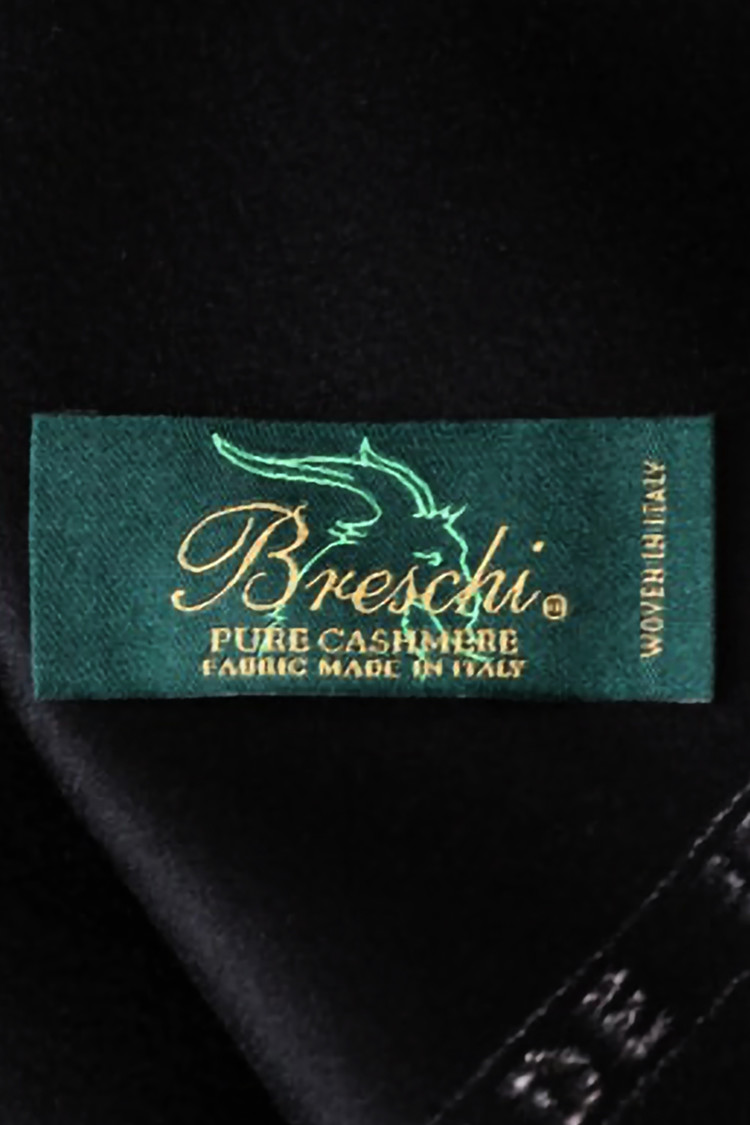 Breschi
PURE CASHMERE
FABRIC MADE IN ITALY
WOVEN IN ITALY